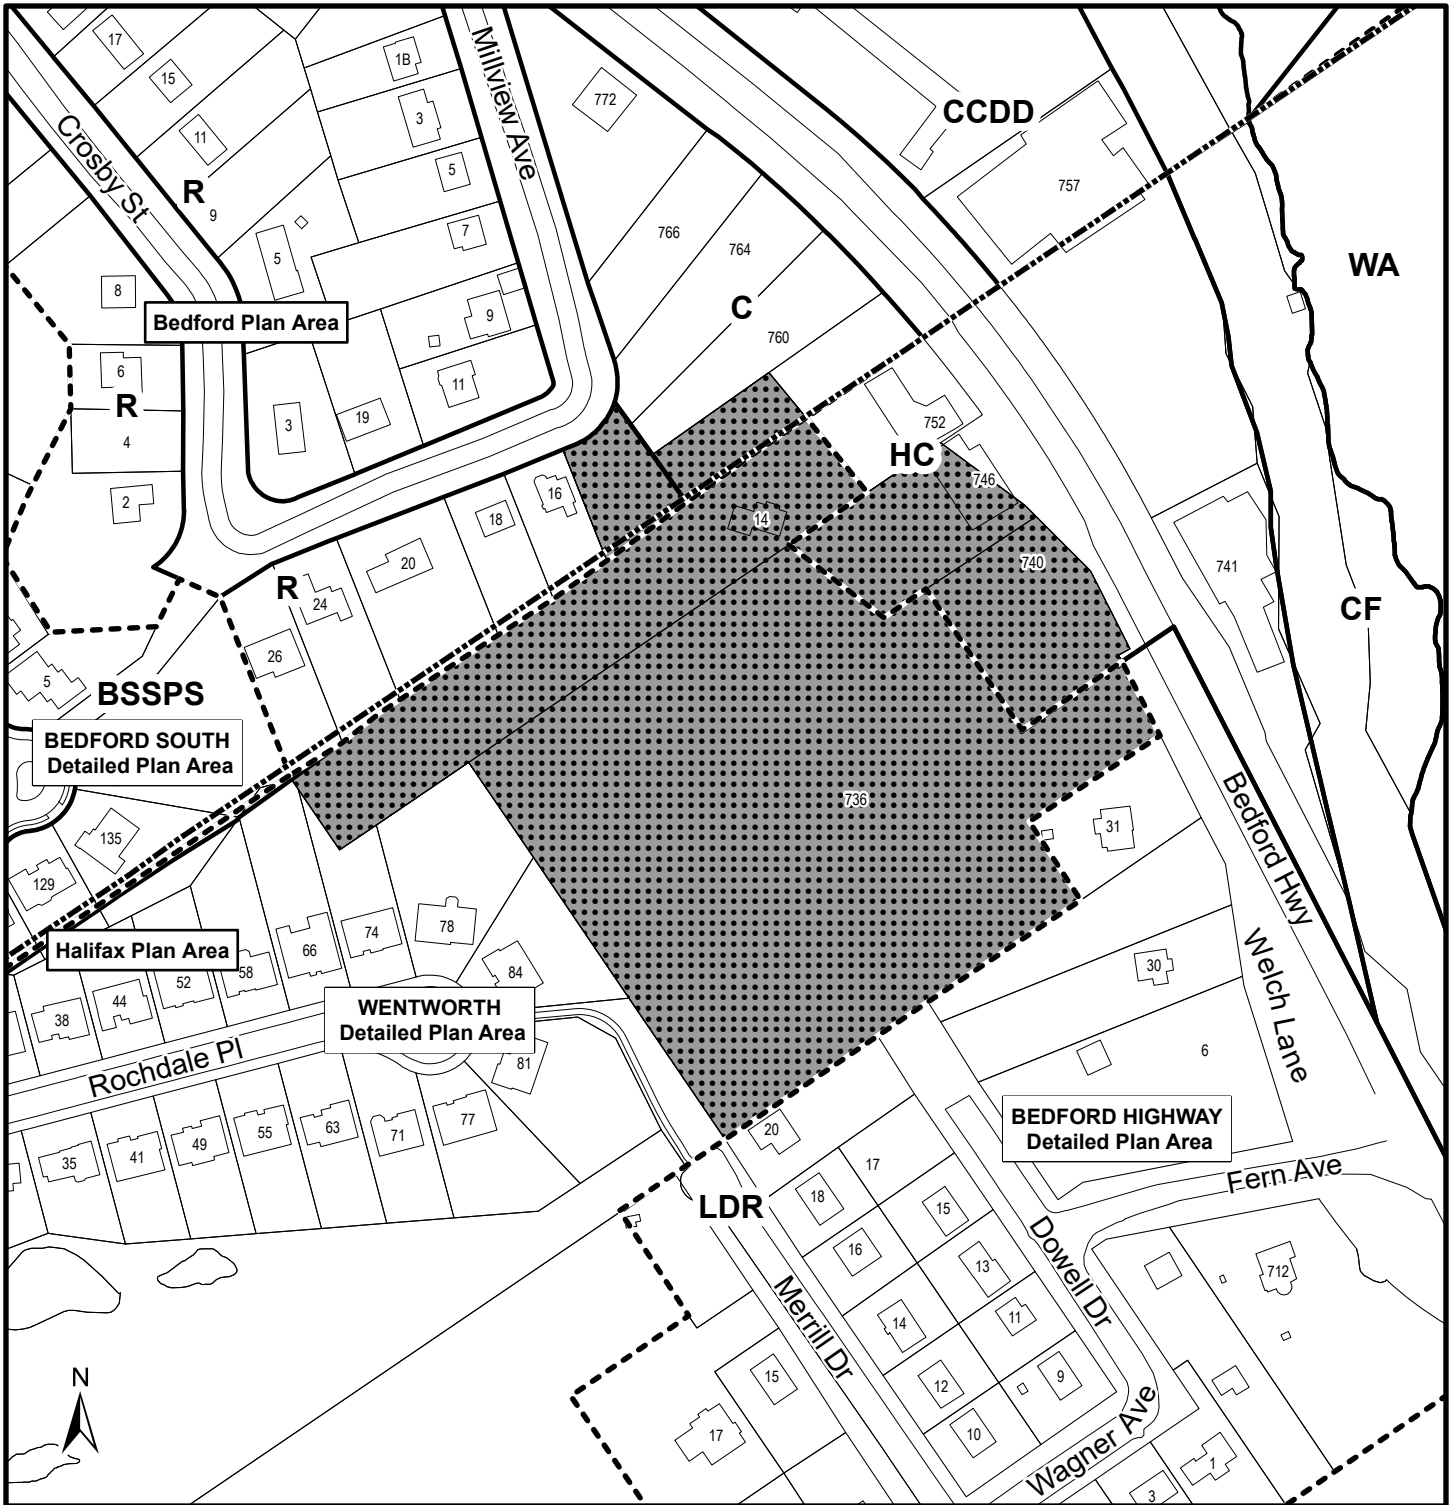 17
15
11
R
9
Crosby St
5
8
Bedford Plan Area
6
R
4
2
3
19
1B
3
5
7
9
11
Millview Ave
772
766
764
C
760
CCDD
757
WA
752
HC
746
740
741
CF
14
16
18
20
R
24
26
5
BSSPS
BEDFORD SOUTH
Detailed Plan Area
135
129
736
31
Bedford Hwy
Welch Lane
30
6
Halifax Plan Area
38
44
52
58
66
74
78
84
81
WENTWORTH
Detailed Plan Area
Rochdale Pl
35
41
49
55
63
71
77
BEDFORD HIGHWAY
Detailed Plan Area
Fern Ave
20
LDR
18
17
16
15
13
14
11
12
9
10
Dowell Dr
Merrill Dr
Wagner Ave
712
15
17
1
3
N